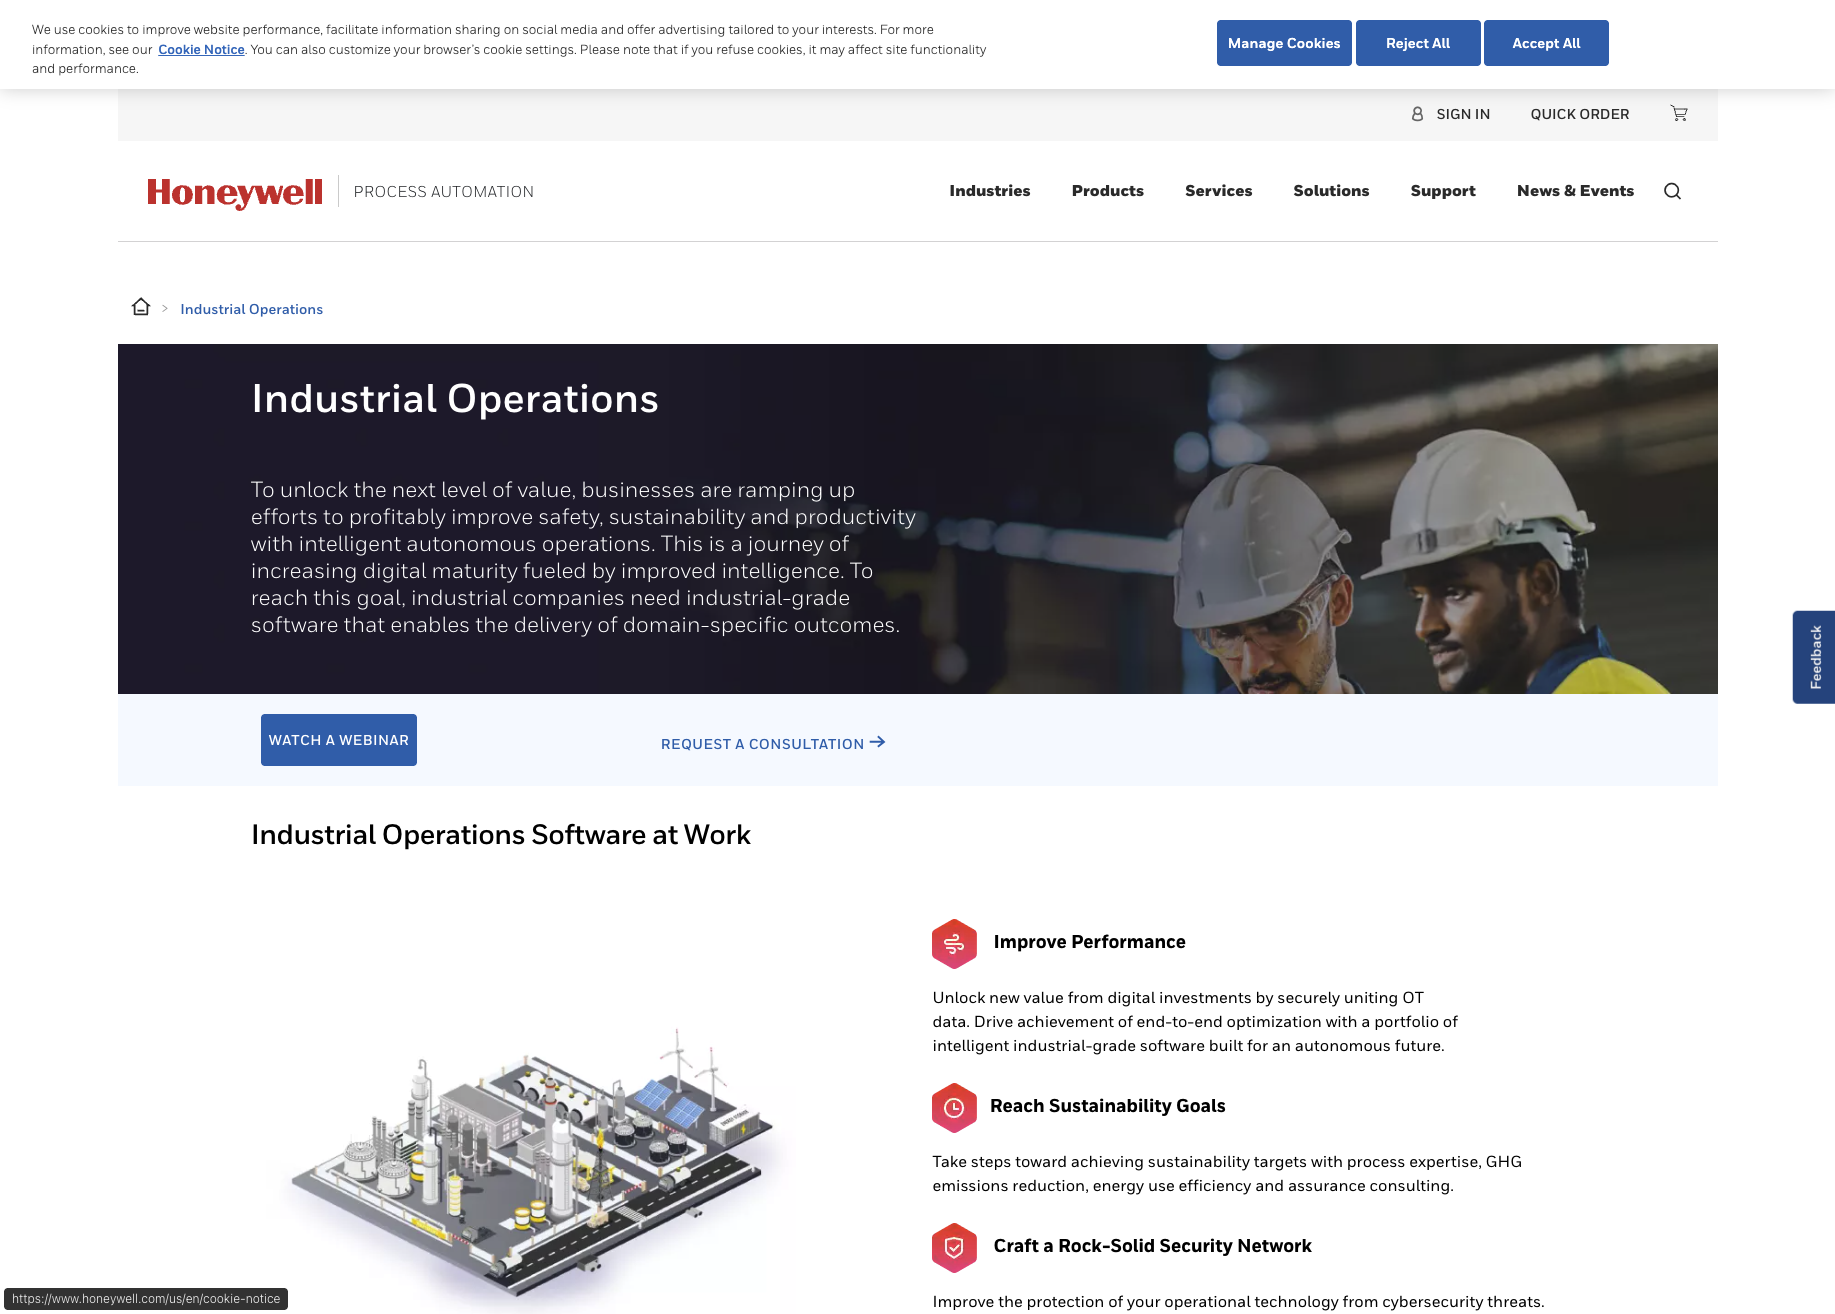 We use cookies to improve website performance, facilitate information sharing on social media and offer advertising tailored to your interests. For more
information, see our Cookie Notice. You can also customize your browser's cookie settings. Please note that if you refuse cookies, it may affect site functionality
and performance.
Manage Cookies
Reject All
Accept All
SIGN IN
QUICK ORDER
Honeywell
PROCESS AUTOMATION
Industries
Products
Services
Solutions
Support
News & Events
> Industrial Operations
Industrial Operations
To unlock the next level of value, businesses are ramping up
efforts to profitably improve safety, sustainability and productivity
with intelligent autonomous operations. This is a journey of
increasing digital maturity fueled by improved intelligence. To
reach this goal, industrial companies need industrial-grade
software that enables the delivery of domain-specific outcomes.
Feedback
WATCH A WEBINAR
REQUEST A CONSULTATION
Industrial Operations Software at Work
Improve Performance
Unlock new value from digital investments by securely uniting OT
data. Drive achievement of end-to-end optimization with a portfolio of
intelligent industrial-grade software built for an autonomous future.
Reach Sustainability Goals
Take steps toward achieving sustainability targets with process expertise, GHG
emissions reduction, energy use efficiency and assurance consulting.
Craft a Rock-Solid Security Network
Improve the protection of your operational technology from cybersecurity threats.
https://www.honeywell.com/us/en/cookie-notice